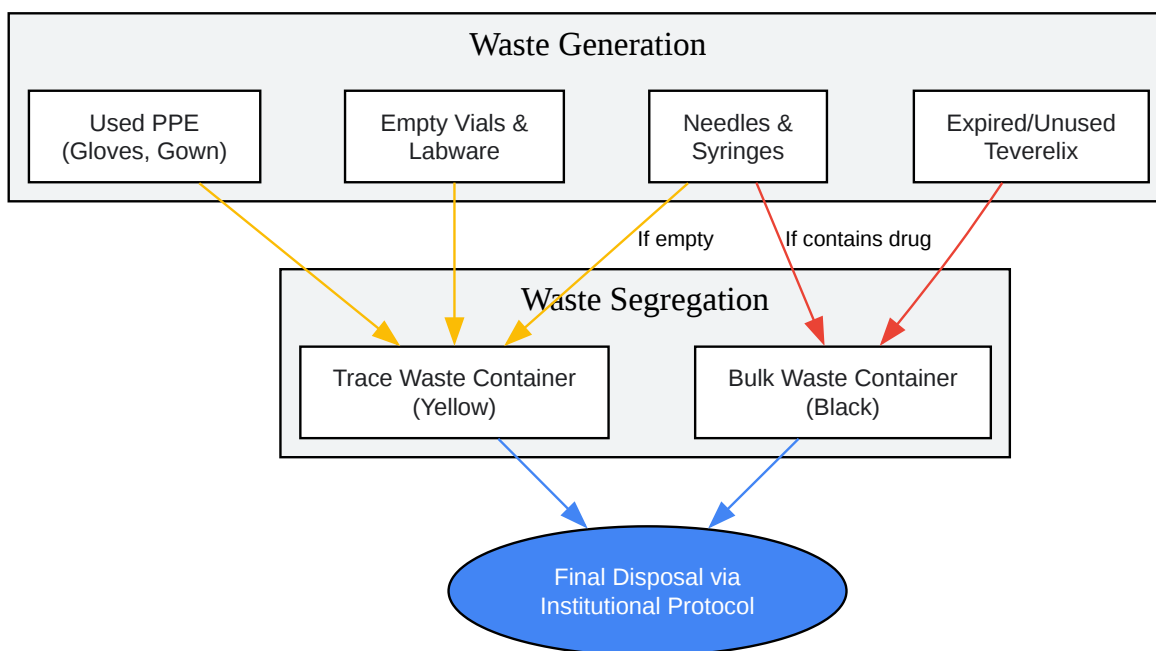 Waste Generation
Used PPE
(Gloves, Gown)
Empty Vials &
Labware
Needles &
Syringes
Expired/Unused
Teverelix
If empty
If contains drug
Waste Segregation
Trace Waste Container
(Yellow)
Bulk Waste Container
(Black)
Final Disposal via
Institutional Protocol